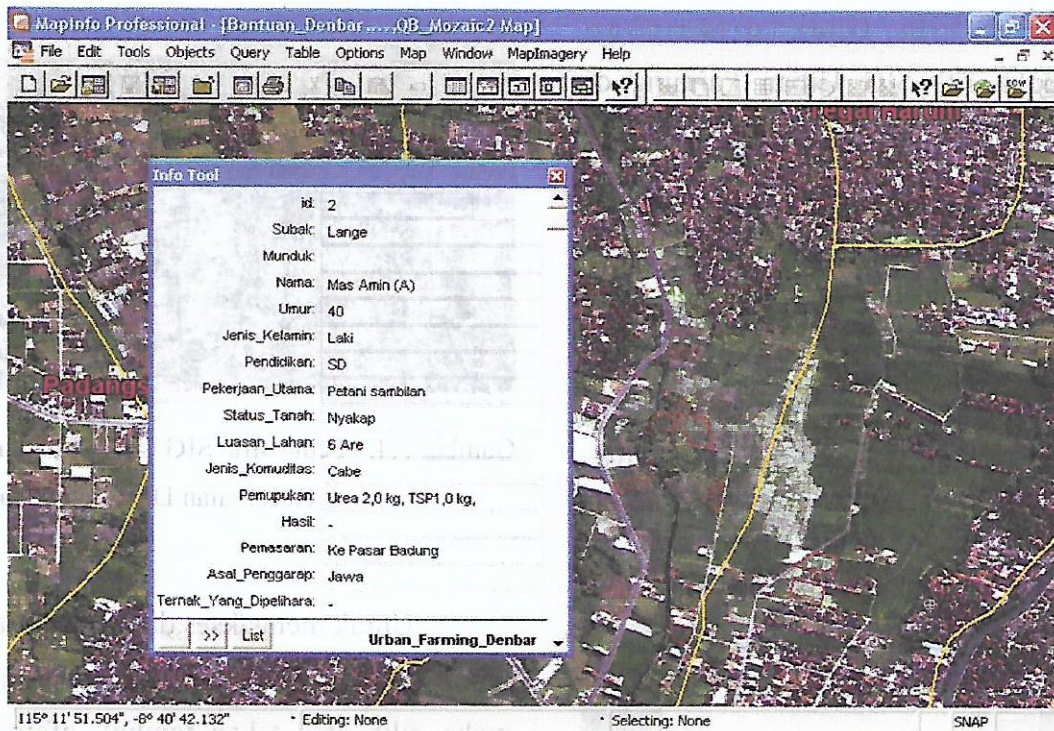 MapInfo Professional - [Bantuan_Denbar,...,QB_Mozaic2 Map]
File Edit Tools Objects Query Table Options Map Window MapImagery Help
Tegal Harum
Info Tool
id: 2
Subak: Lange
Munduk:
Nama: Mas Amin (A)
Umur: 40
Jenis_Kelamin: Laki
Pendidikan: SD
Pekerjaan_Utama: Petani sambilan
Status_Tanah: Nyakap
Luasan_Lahan: 6 Are
Jenis_Komuditas: Cabe
Pemupukan: Urea 2,0 kg, TSP1,0 kg,
Hasil: -
Pemasaran: Ke Pasar Badung
Asal_Penggarap: Jawa
Ternak_Yang_Dipelihara: -
>> List Urban_Farming_Denbar
Padangs
115° 11' 51.504", -8° 40' 42.132" Editing: None Selecting: None SNAP